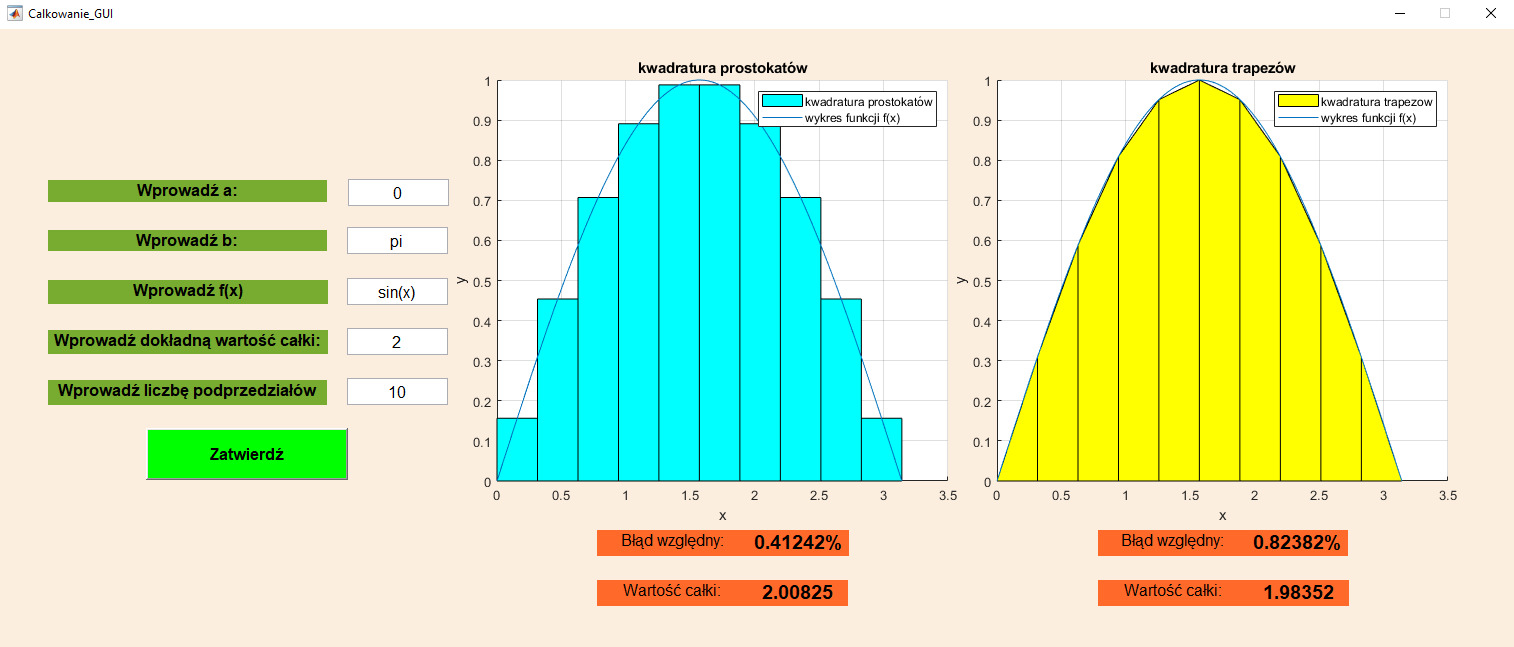 Calkowanie_GUI
Wprowadź a:
0
Wprowadź b:
pi
Wprowadź f(x)
sin(x)
Wprowadź dokładną wartość całki:
2
Wprowadź liczbę podprzedziałów
10
Zatwierdź
kwadratura prostokatów
kwadratura prostokatów
wykres funkcji f(x)
1
0.9
0.8
0.7
0.6
0.5
0.4
0.3
0.2
0.1
0
y
0 0.5 1 1.5 2 2.5 3 3.5
x
Błąd względny: 0.41242%
Wartość całki: 2.00825
kwadratura trapezów
kwadratura trapezow
wykres funkcji f(x)
1
0.9
0.8
0.7
0.6
0.5
0.4
0.3
0.2
0.1
0
y
0 0.5 1 1.5 2 2.5 3 3.5
x
Błąd względny: 0.82382%
Wartość całki: 1.98352